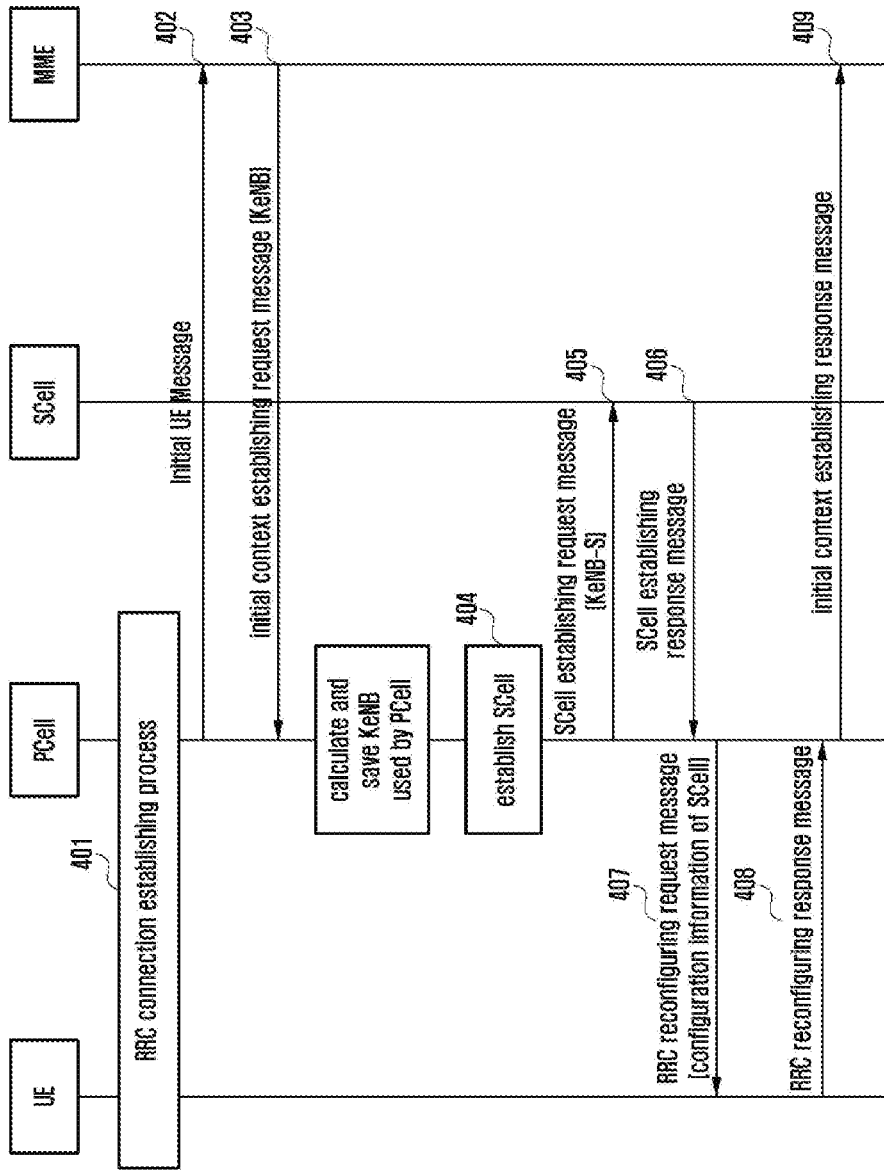 UE
PCell
SCell
MME
401
RRC connection establishing process
Initial UE Message
402
initial context establishing request message [KeNB]
403
calculate and
save KeNB
used by PCell
404
establish SCell
SCell establishing request message
[KeNB-S]
405
SCell establishing
response message
406
407
RRC reconfiguring request message
[configuration information of SCell]
408
RRC reconfiguring response message
initial context establishing response message
409